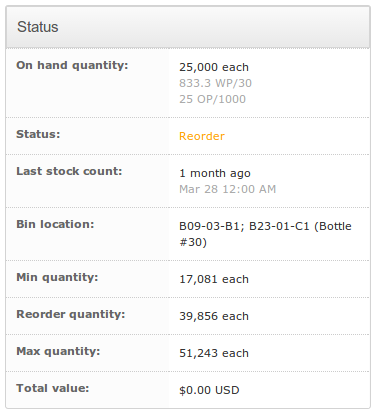 Status
On hand quantity: 25,000 each
833.3 WP/30
25 OP/1000
Status: Reorder
Last stock count: 1 month ago
Mar 28 12:00 AM
Bin location: B09-03-B1; B23-01-C1 (Bottle
#30)
Min quantity: 17,081 each
Reorder quantity: 39,856 each
Max quantity: 51,243 each
Total value: $0.00 USD